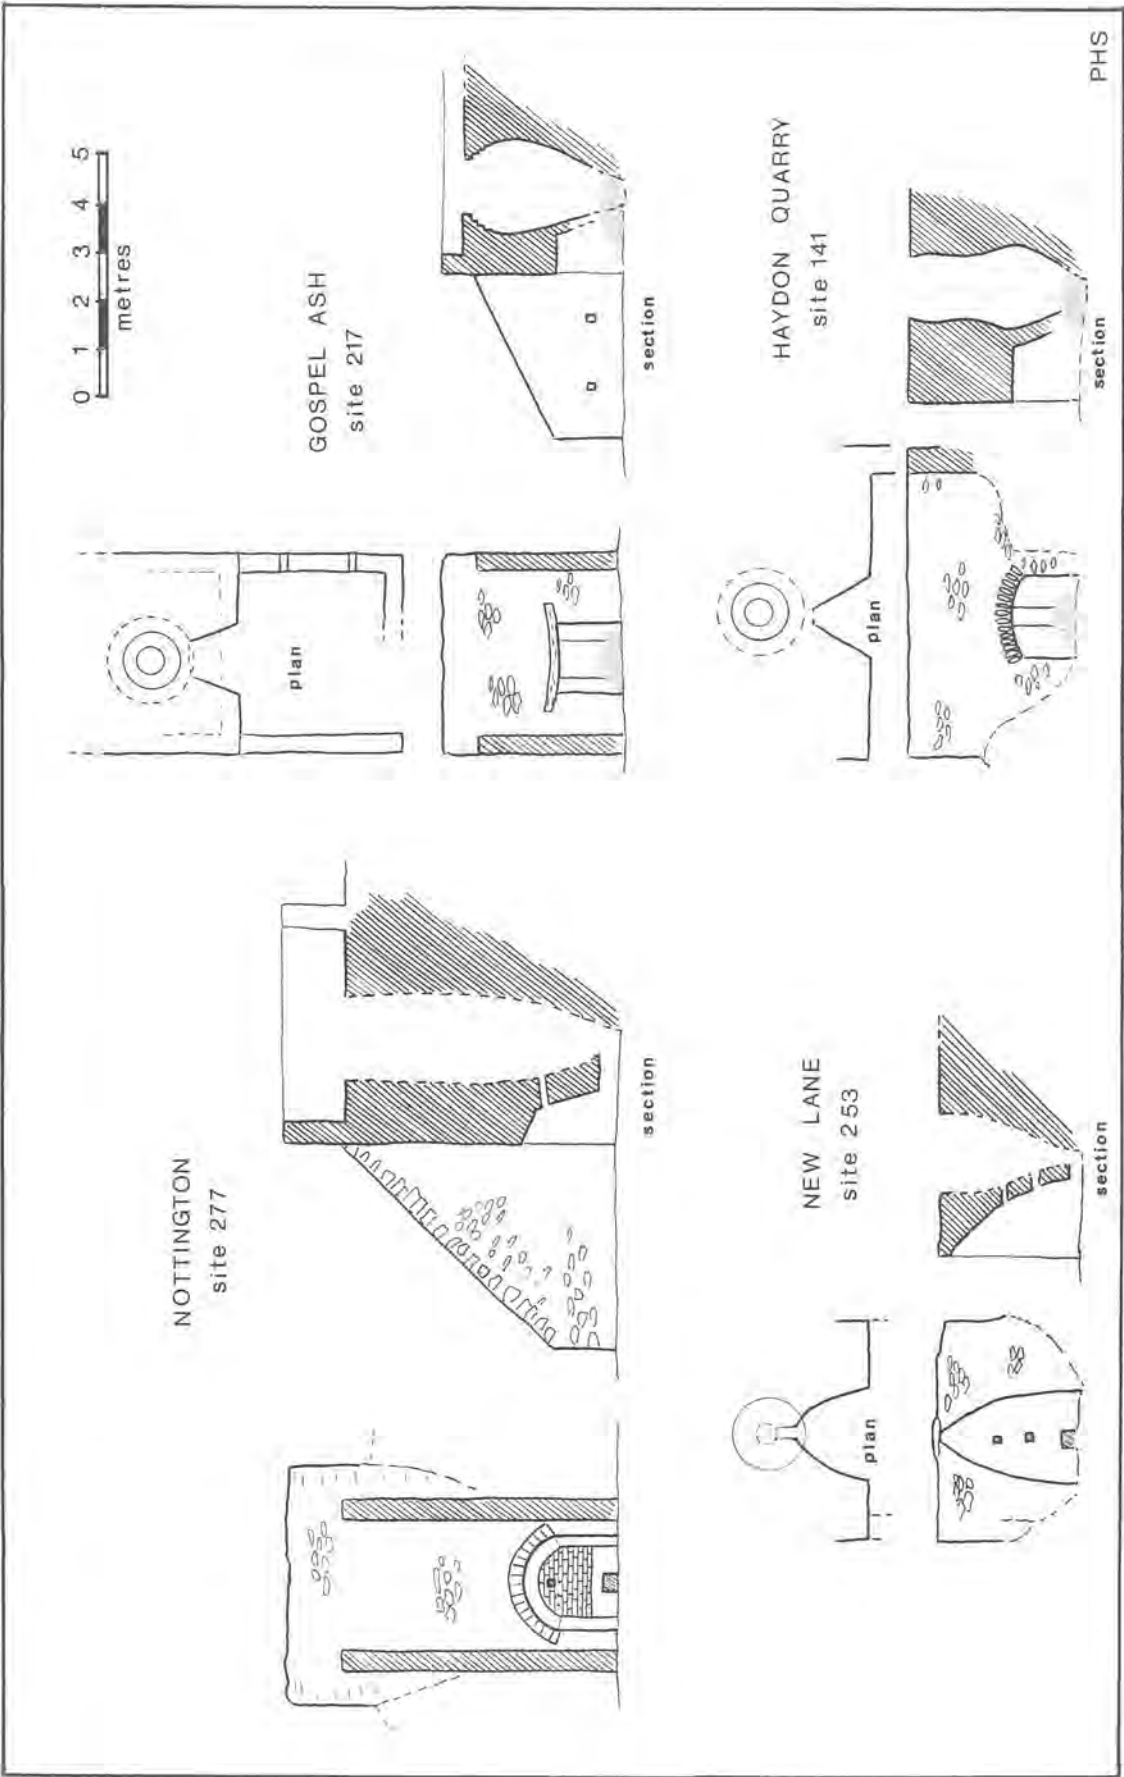 NOTTINGTON
site 277
section
GOSPEL ASH
site 217
0 1 2 3 4 5
metres
plan
section
NEW LANE
site 253
plan
section
HAYDON QUARRY
site 141
plan
section
PHS